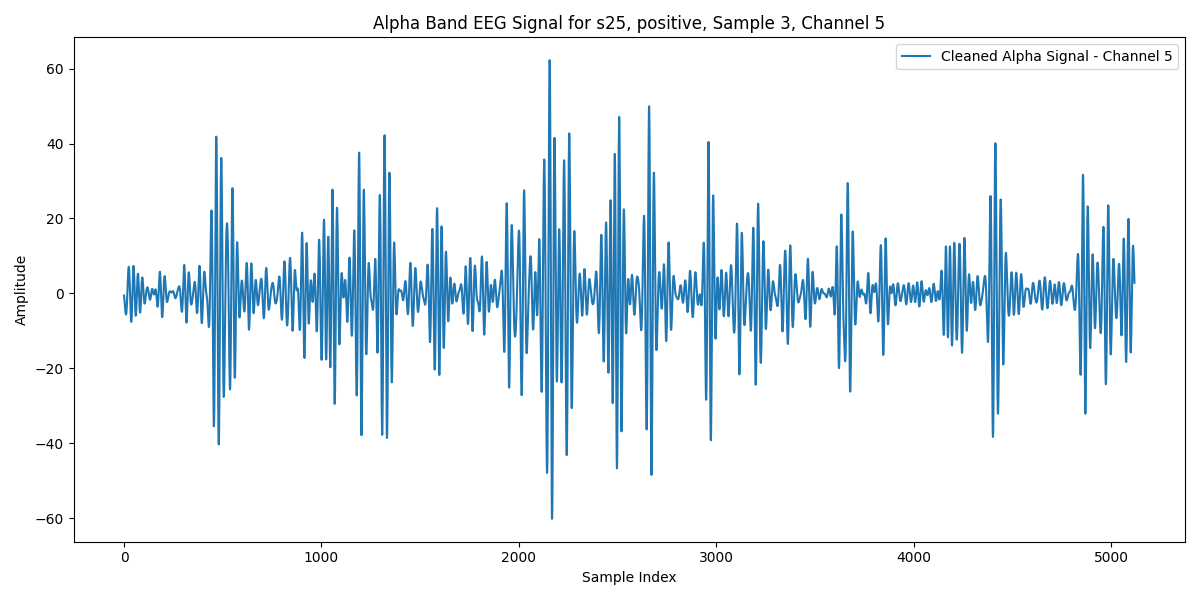 Alpha Band EEG Signal for s25, positive, Sample 3, Channel 5
Cleaned Alpha Signal - Channel 5
Amplitude
60
40
20
0
−20
−40
−60
0 1000 2000 3000 4000 5000
Sample Index